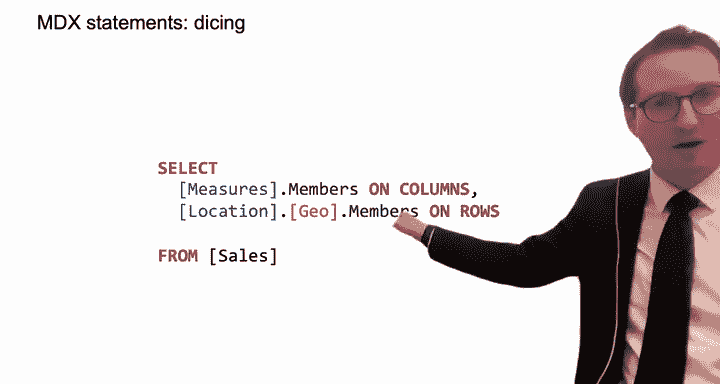 MDX statements: dicing
SELECT
[Measures].Members ON COLUMNS,
[Location].[Geo].Members ON ROWS
FROM [Sales]